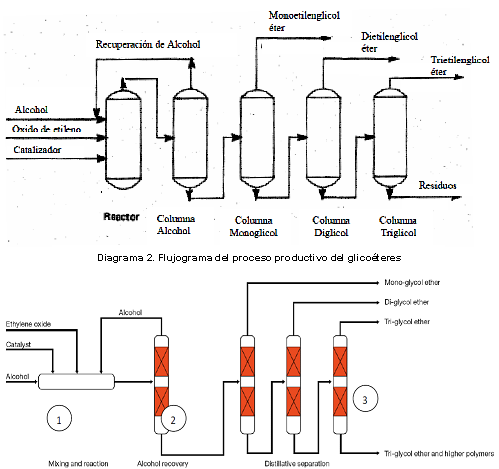 Monoetilenglicol
éter
Dietilenglicol
éter
Trietilenglicol
éter
Recuperación de Alcohol
Alcohol
Oxido de etileno
Catalizador
Residuos
Reactor
Columna
Alcohol
Columna
Monoglicol
Columna
Diglicol
Columna
Triglicol
Diagrama 2. Flujograma del proceso productivo del glicoéteres
Mono-glycol ether
Di-glycol ether
Tri-glycol ether
Alcohol
Ethylene oxide
Catalyst
Alcohol
1
2
3
Tri-glycol ether and higher polymers
Mixing and reaction
Alcohol recovery
Distillative separation